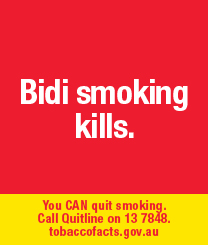 Bidi smoking
kills.
You CAN quit smoking.
Call Quitline on 13 7848.
tobaccofacts.gov.au